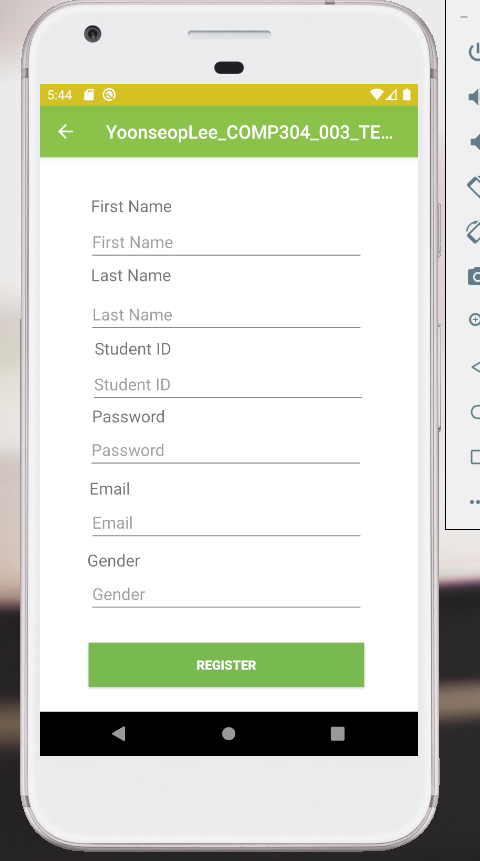 5:44
YoonseopLee_COMP304_003_TE...
First Name
First Name
Last Name
Last Name
Student ID
Student ID
Password
Password
Email
Email
Gender
Gender
REGISTER